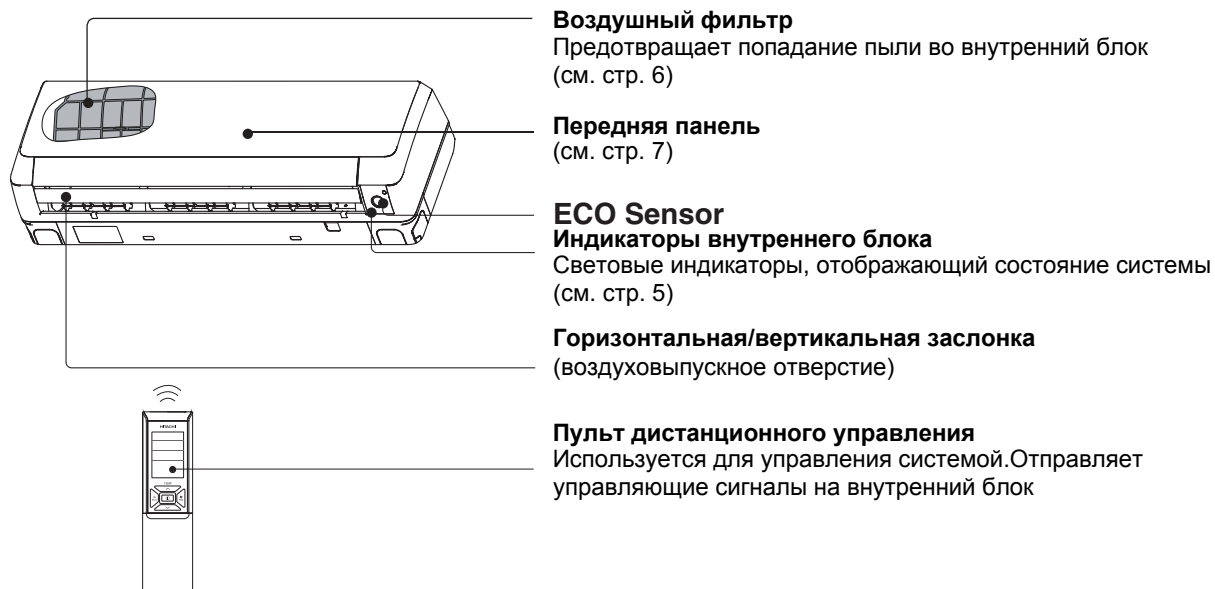 Воздушный фильтр
Предотвращает попадание пыли во внутренний блок
(см. стр. 6)
Передняя панель
(см. стр. 7)
ECO Sensor
Индикаторы внутреннего блока
Световые индикаторы, отображающий состояние системы
(см. стр. 5)
Горизонтальная/вертикальная заслонка
(воздуховыпускное отверстие)
Пульт дистанционного управления
Используется для управления системой.Отправляет
управляющие сигналы на внутренний блок
HITACHI
TEMP